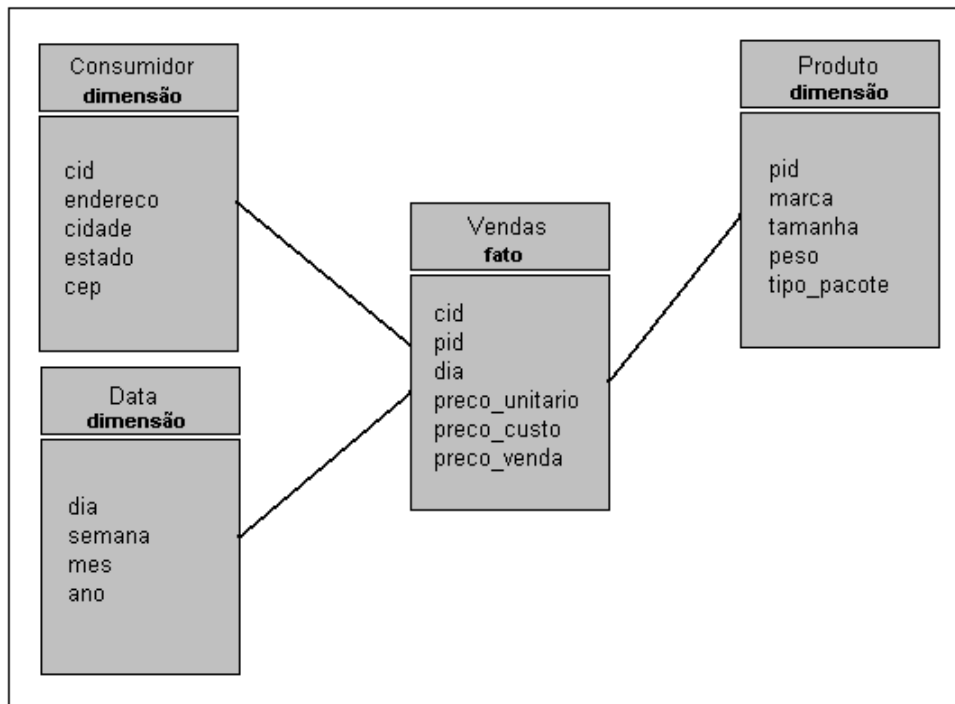 Consumidor
dimensão
cid
endereco
cidade
estado
cep
Data
dimensão
dia
semana
mes
ano
Vendas
fato
cid
pid
dia
preco_unitario
preco_custo
preco_venda
Produto
dimensão
pid
marca
tamanha
peso
tipo_pacote